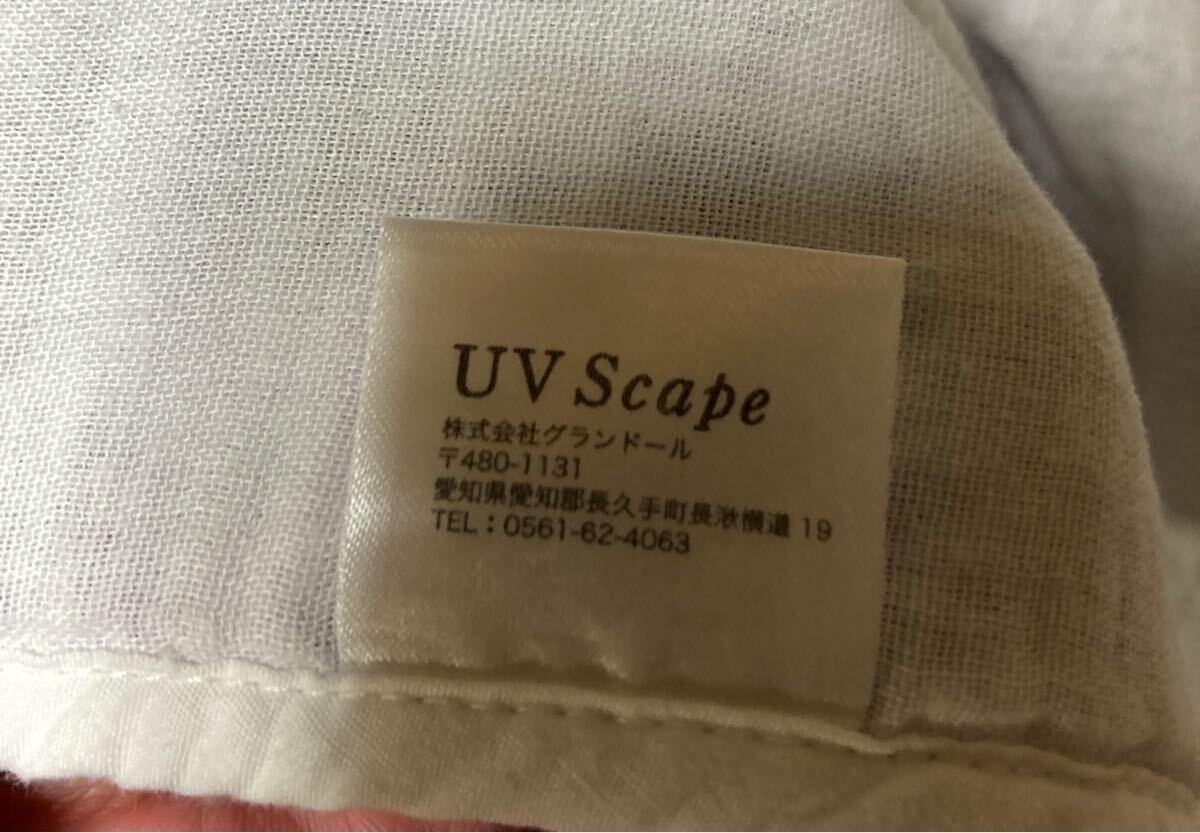 UV Scape
株式会社グランドール
〒480-1131
愛知県愛知郡長久手町長湫横道 19
TEL：0561-62-4063